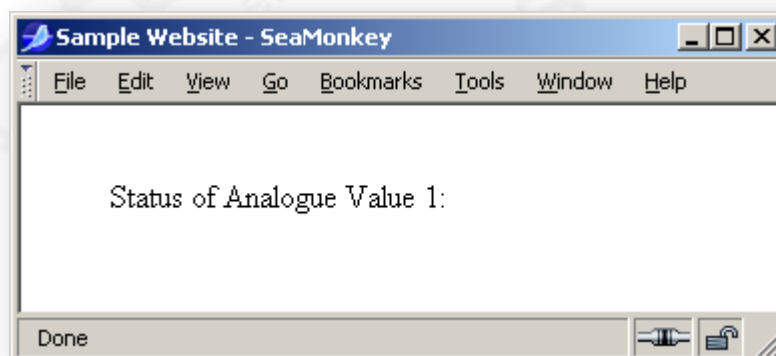 Sample Website - SeaMonkey
File Edit View Go Bookmarks Tools Window Help
Status of Analogue Value 1:
Done